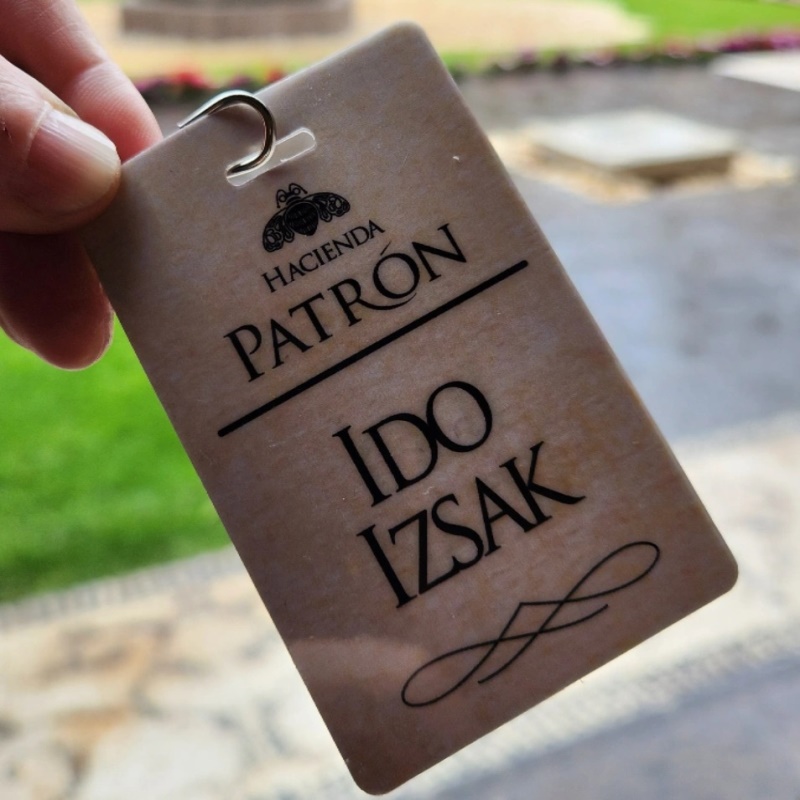 HACIENDA
PATRÓN
IDO
IZSAK